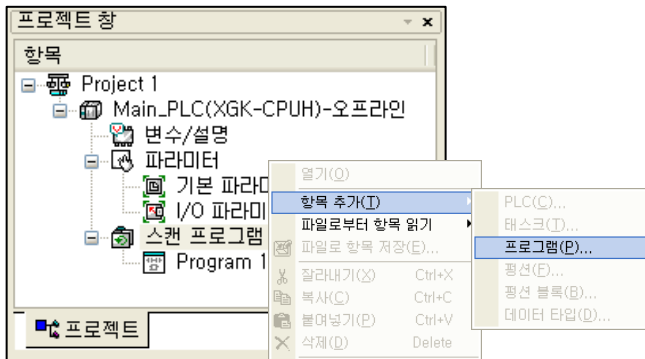 프로젝트 창
항목
Project 1
Main_PLC(XGK-CPUH)-오프라인
변수/설명
파라미터
기본 파라미
I/O 파라미
스캔 프로그램
Program 1
프로젝트
열기(O)
항목 추가(T)
파일로부터 항목 읽기
파일로 항목 저장(E)...
잘라내기(X) Ctrl+X
복사(C) Ctrl+C
붙여넣기(P) Ctrl+V
삭제(D) Delete
PLC(C)...
태스크(T)...
프로그램(P)...
펑션(F)...
펑션 블록(B)...
데이터 타입(D)...